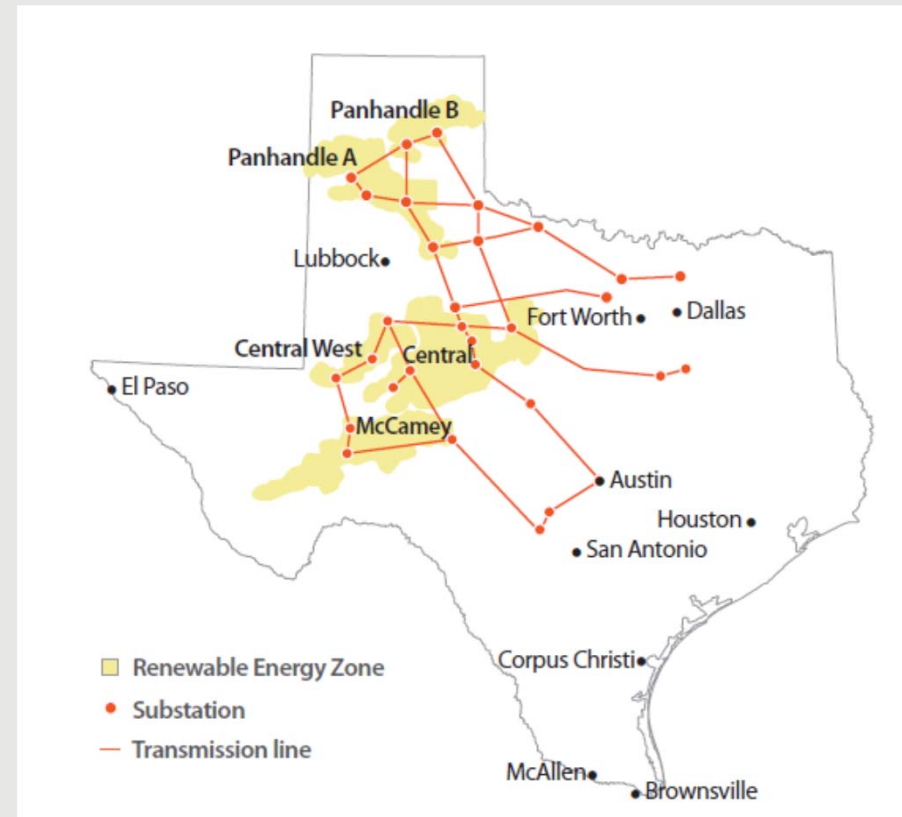 Panhandle B
Panhandle A
Lubbock
Fort Worth
Dallas
Central West
Central
El Paso
McCamey
Austin
Houston
San Antonio
Corpus Christi
Renewable Energy Zone
Substation
Transmission line
McAllen
Brownsville